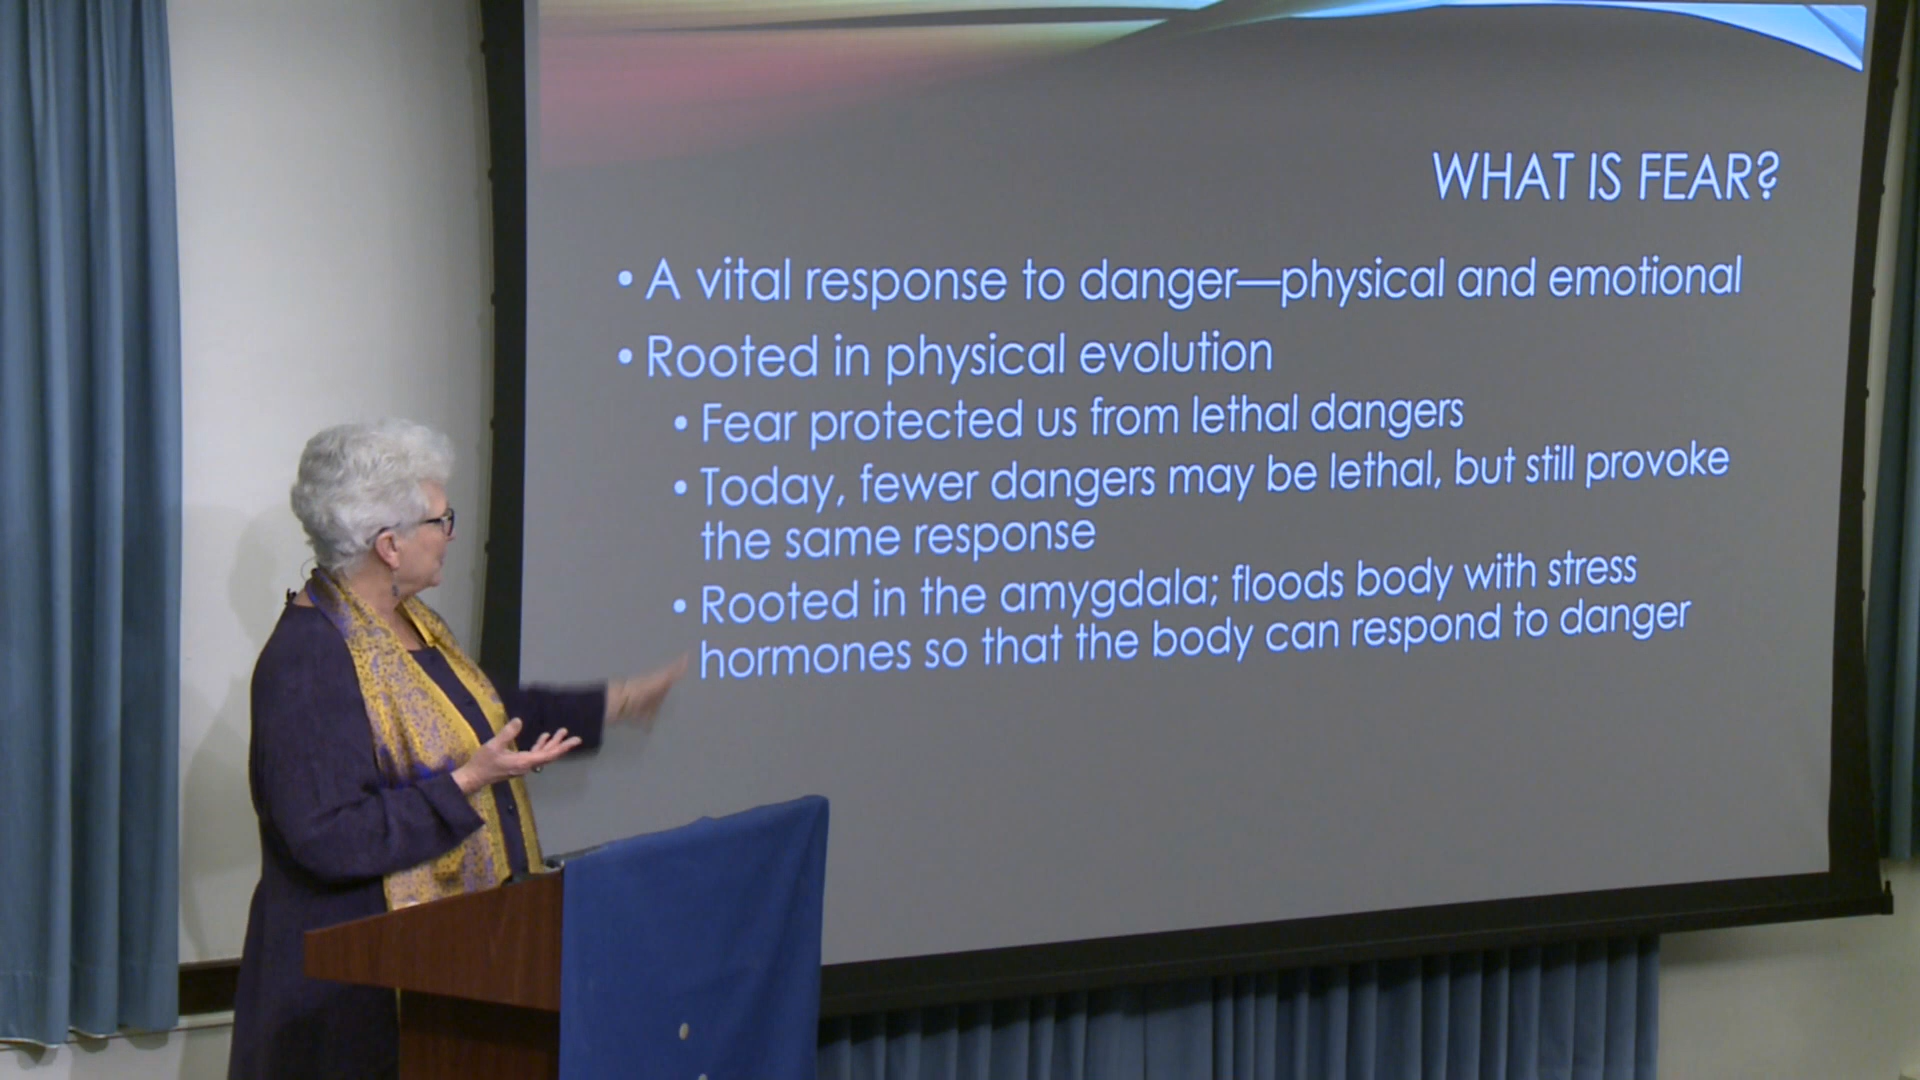 WHAT IS FEAR?
• A vital response to danger—physical and emotional
• Rooted in physical evolution
• Fear protected us from lethal dangers
• Today, fewer dangers may be lethal, but still provoke
the same response
• Rooted in the amygdala; floods body with stress
hormones so that the body can respond to danger